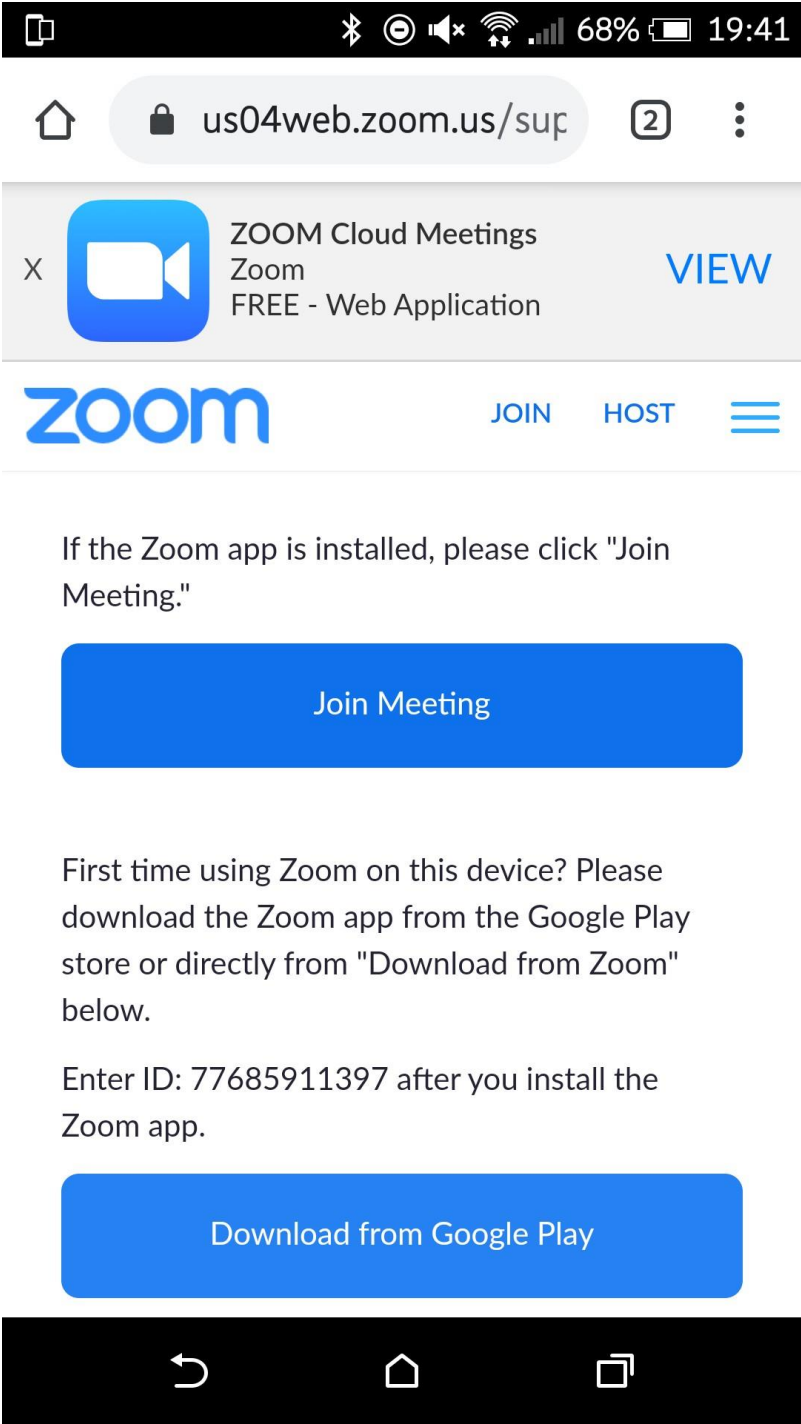 68% 19:41
us04web.zoom.us/sup
2
X
ZOOM Cloud Meetings
Zoom
FREE - Web Application
VIEW
zoom
JOIN HOST
If the Zoom app is installed, please click "Join
Meeting."
Join Meeting
First time using Zoom on this device? Please
download the Zoom app from the Google Play
store or directly from "Download from Zoom"
below.
Enter ID: 77685911397 after you install the
Zoom app.
Download from Google Play